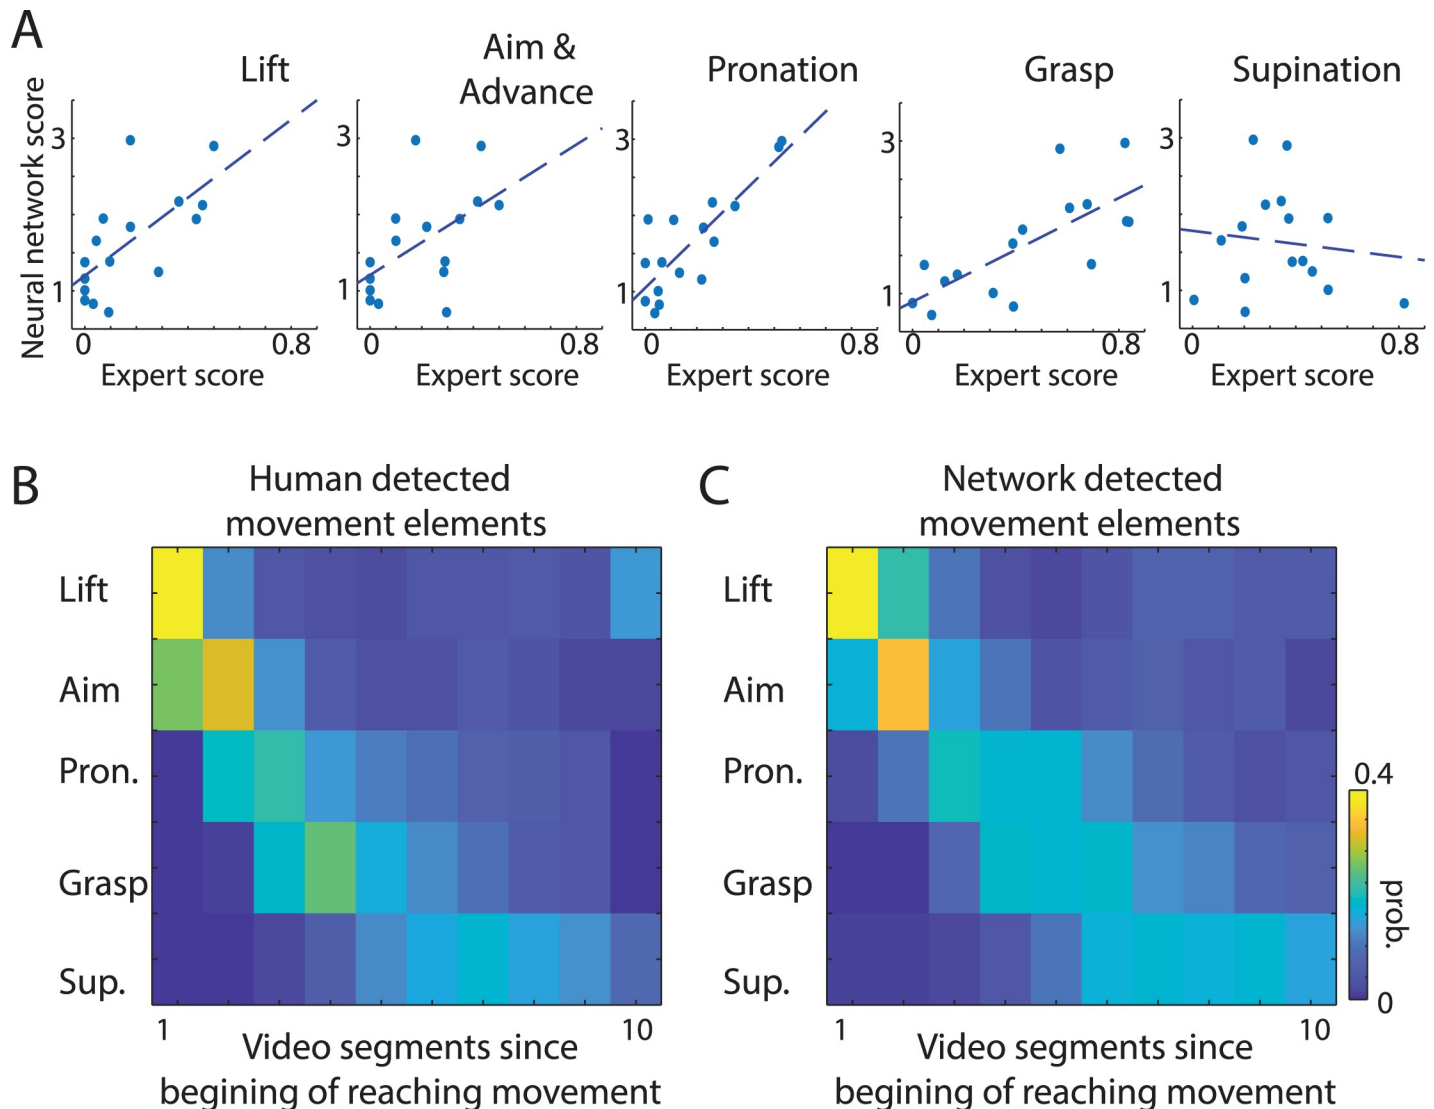 A
Lift
Aim &
Advance
Pronation
Grasp
Supination
Neural network score
3
1
0
0.8
Expert score
3
1
0
0.8
Expert score
3
1
0
0.8
Expert score
3
1
0
0.8
Expert score
3
1
0
0.8
Expert score
B
Human detected
movement elements
Lift
Aim
Pron.
Grasp
Sup.
1
10
Video segments since
begining of reaching movement
C
Network detected
movement elements
Lift
Aim
Pron.
Grasp
Sup.
1
10
Video segments since
begining of reaching movement
0.4
prob.
0